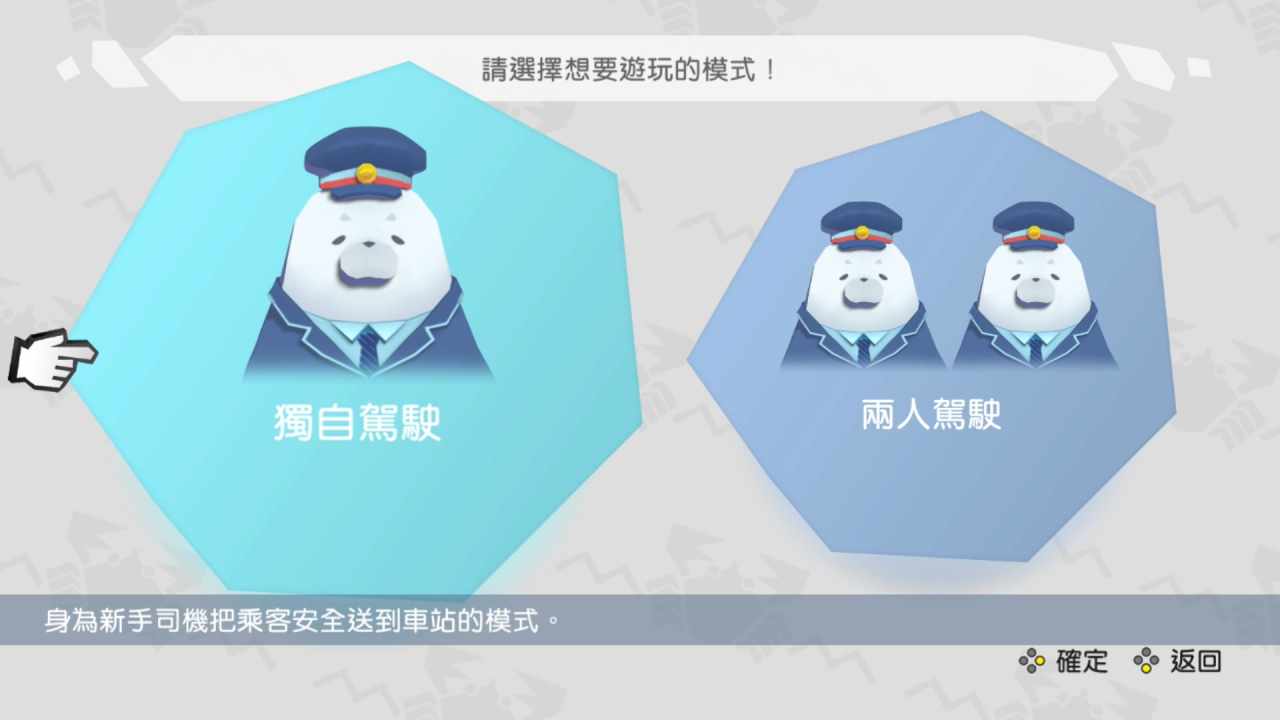 請選擇想要遊玩的模式！
獨自駕駛
兩人駕駛
身為新手司機把乘客安全送到車站的模式。
確定 返回